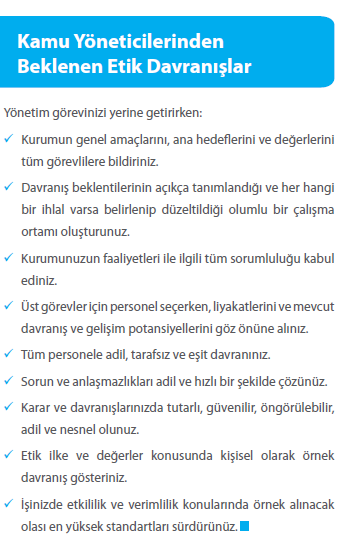 Kamu Yöneticilerinden
Beklenen Etik Davranışlar
Yönetim görevinizi yerine getirirken:
✓ Kurumun genel amaçlarını, ana hedeflerini ve değerlerini
tüm görevlilere bildiriniz.
✓ Davranış beklentilerinin açıkça tanımlandığı ve her hangi
bir ihlal varsa belirlenip düzeltildiği olumlu bir çalışma
ortamı oluşturunuz.
✓ Kurumunuzun faaliyetleri ile ilgili tüm sorumluluğu kabul
ediniz.
✓ Üst görevler için personel seçerken, liyakatlerini ve mevcut
davranış ve gelişim potansiyellerini göz önüne alınız.
✓ Tüm personele adil, tarafsız ve eşit davranınız.
✓ Sorun ve anlaşmazlıkları adil ve hızlı bir şekilde çözünüz.
✓ Karar ve davranışlarınızda tutarlı, güvenilir, öngörülebilir,
adil ve nesnel olunuz.
✓ Etik ilke ve değerler konusunda kişisel olarak örnek
davranış gösteriniz.
✓ İşinizde etkililik ve verimlilik konularında örnek alınacak
olası en yüksek standartları sürdürünüz.